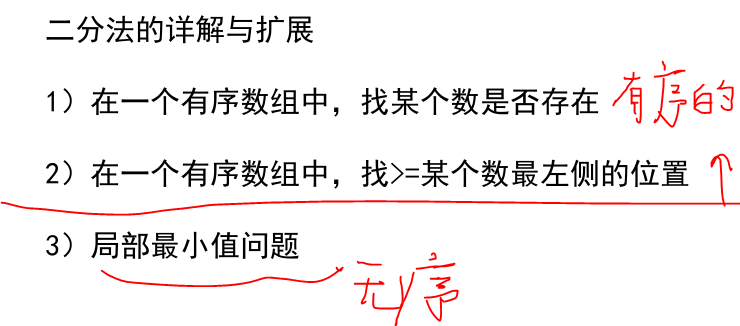 二分法的详解与扩展
1）在一个有序数组中，找某个数是否存在 有序的
2）在一个有序数组中，找>=某个数最左侧的位置 ↑
3）局部最小值问题
无序